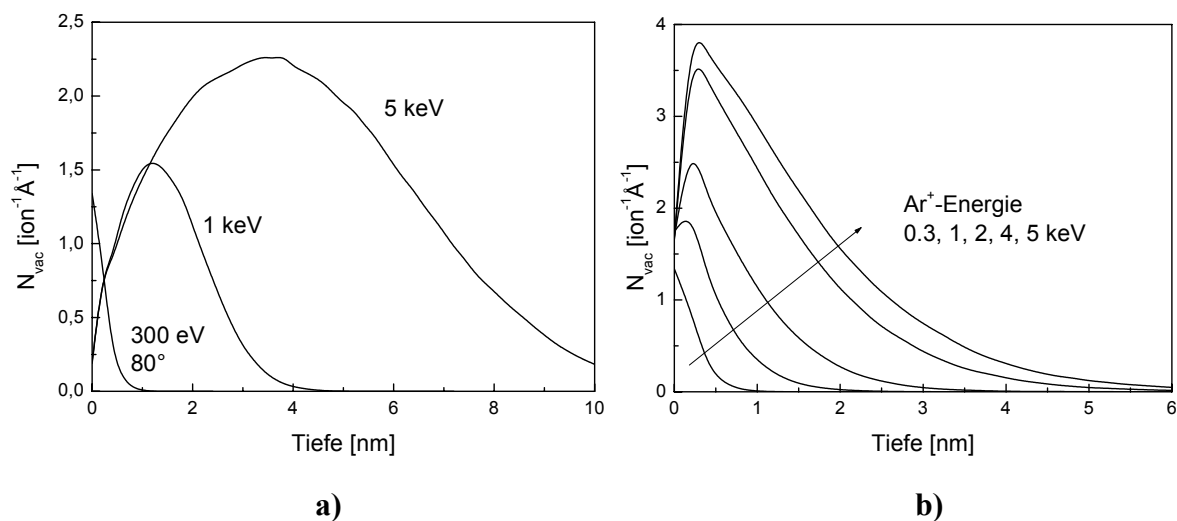 2,5
2,0
1,5
1,0
0,5
0,0
N_vac [ion⁻¹Å⁻¹]
5 keV
1 keV
300 eV
80°
0 2 4 6 8 10
Tiefe [nm]
a)
4
3
2
1
0
N_vac [ion⁻¹Å⁻¹]
Ar⁺-Energie
0.3, 1, 2, 4, 5 keV
0 1 2 3 4 5 6
Tiefe [nm]
b)